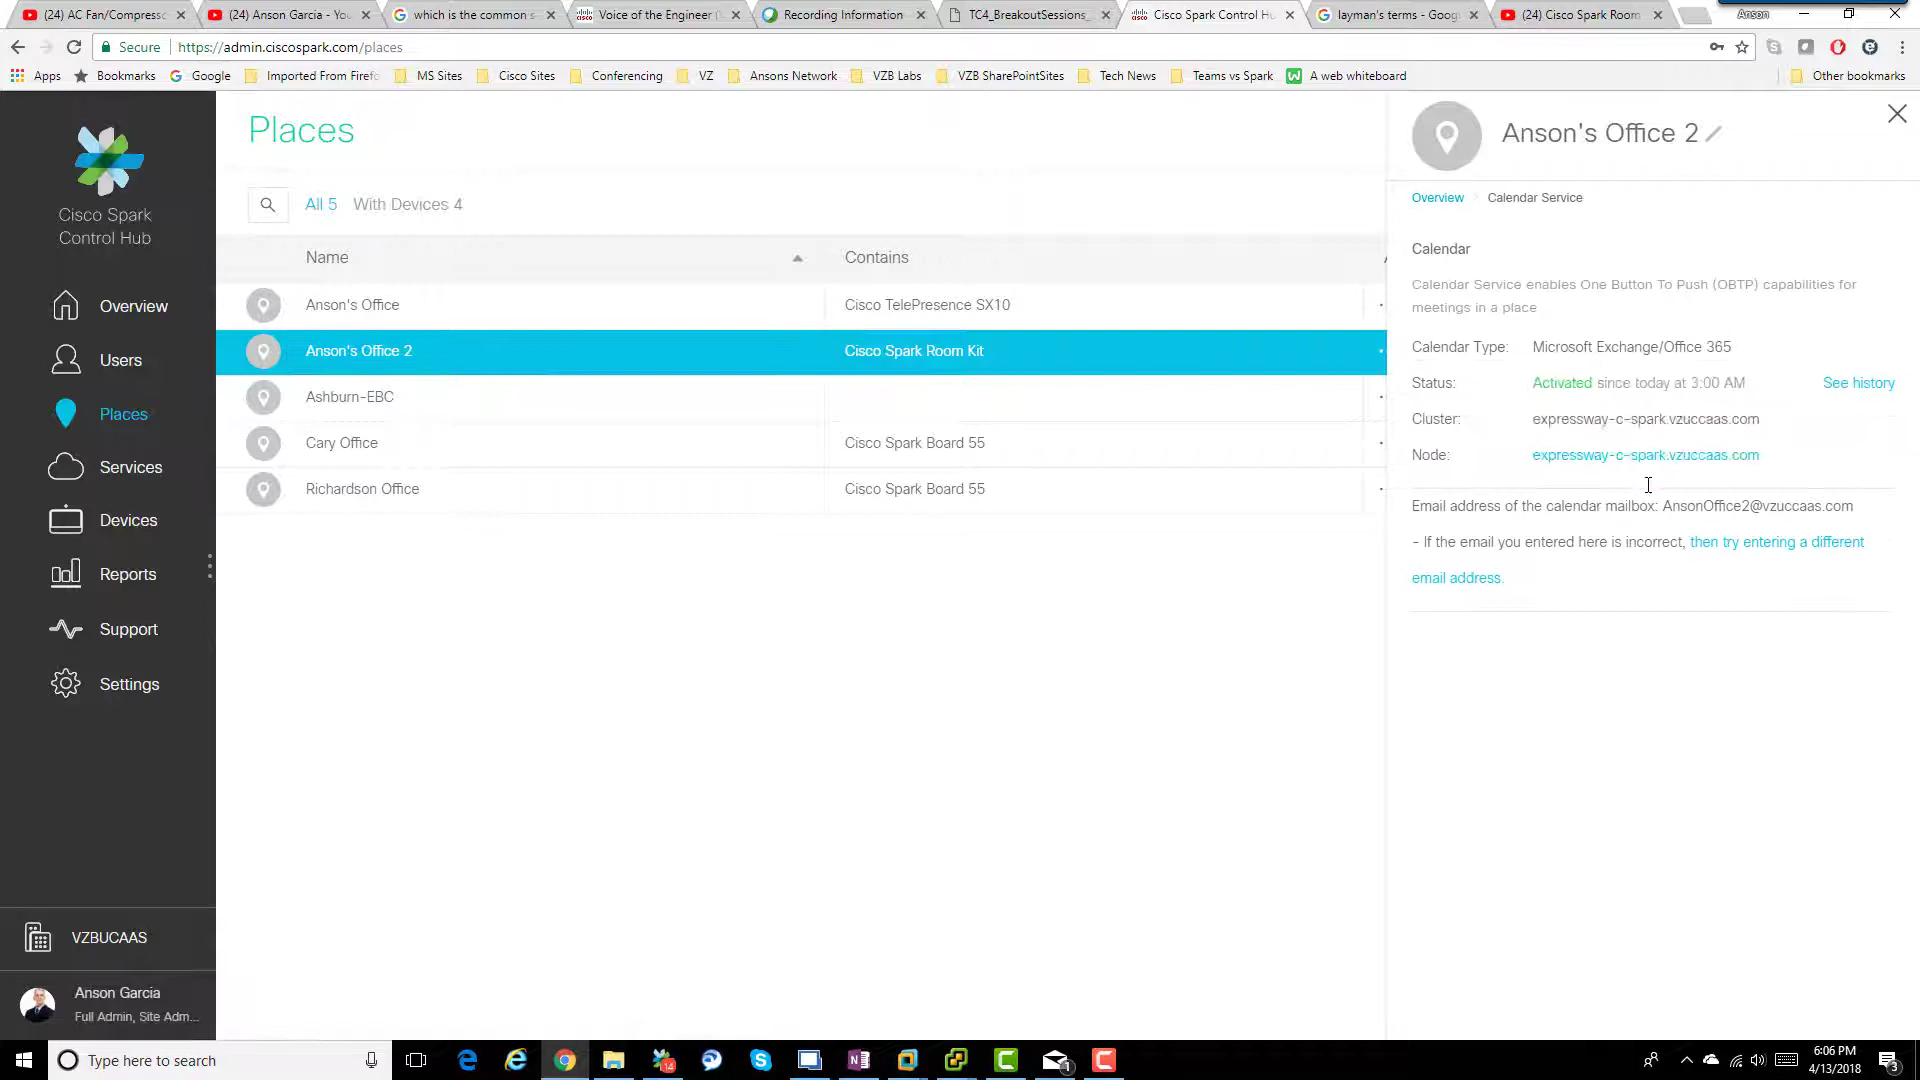 (24) AC Fan/Compressc
(24) Anson Garcia - You
which is the common s
Voice of the Engineer (
Recording Information
TC4_BreakoutSessions_
Cisco Spark Control Hu
layman's terms - Goog
(24) Cisco Spark Room
Anson
Secure https://admin.ciscospark.com/places
Apps Bookmarks Google Imported From Firefo MS Sites Cisco Sites Conferencing VZ Ansons Network VZB Labs VZB SharePointSites Tech News Teams vs Spark A web whiteboard Other bookmarks
Cisco Spark
Control Hub
Overview
Users
Places
Services
Devices
Reports
Support
Settings
VZBUCAAS
Anson Garcia
Full Admin, Site Adm...
Places
All 5 With Devices 4
Name Contains
Anson's Office Cisco TelePresence SX10
Anson's Office 2 Cisco Spark Room Kit
Ashburn-EBC
Cary Office Cisco Spark Board 55
Richardson Office Cisco Spark Board 55
Anson's Office 2
Overview Calendar Service
Calendar
Calendar Service enables One Button To Push (OBTP) capabilities for
meetings in a place
Calendar Type: Microsoft Exchange/Office 365
Status: Activated since today at 3:00 AM See history
Cluster: expressway-c-spark.vzuccaas.com
Node: expressway-c-spark.vzuccaas.com
Email address of the calendar mailbox: AnsonOffice2@vzuccaas.com
- If the email you entered here is incorrect, then try entering a different
email address.
Type here to search
14
1
6:06 PM
4/13/2018
3